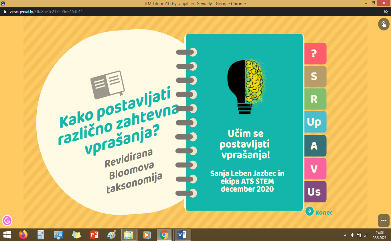 Kako postavljati
različno zahtevna
vprašanja?
Revidirana
Bloomova
taksonomija
Učim se
postavljati
vprašanja!
Sanja Leben Jazbec in
ekipa ATS STEM
december 2020
?
S
R
Up
A
V
Us
Konec